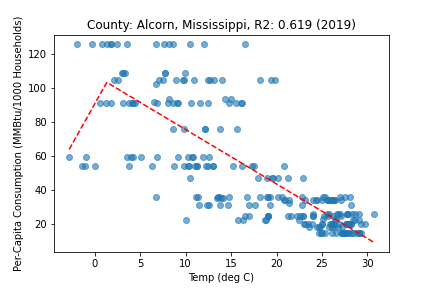 County: Alcorn, Mississippi, R2: 0.619 (2019)
Per-Capita Consumption (MMBtu/1000 Households)
120
100
80
60
40
20
0 5 10 15 20 25 30
Temp (deg C)